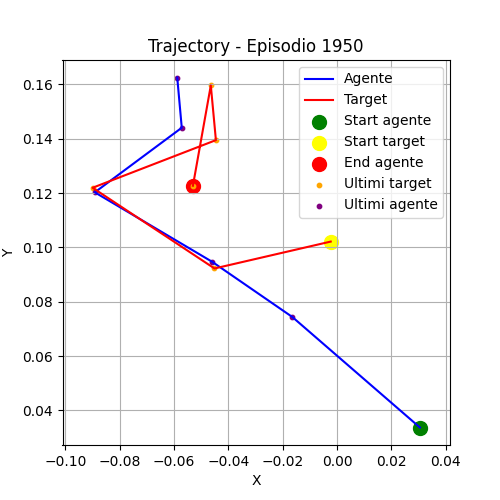 Trajectory - Episodio 1950
Agente
Target
Start agente
Start target
End agente
Ultimi target
Ultimi agente
0.16
0.14
0.12
0.10
0.08
0.06
0.04
Y
−0.10 −0.08 −0.06 −0.04 −0.02 0.00 0.02 0.04
X